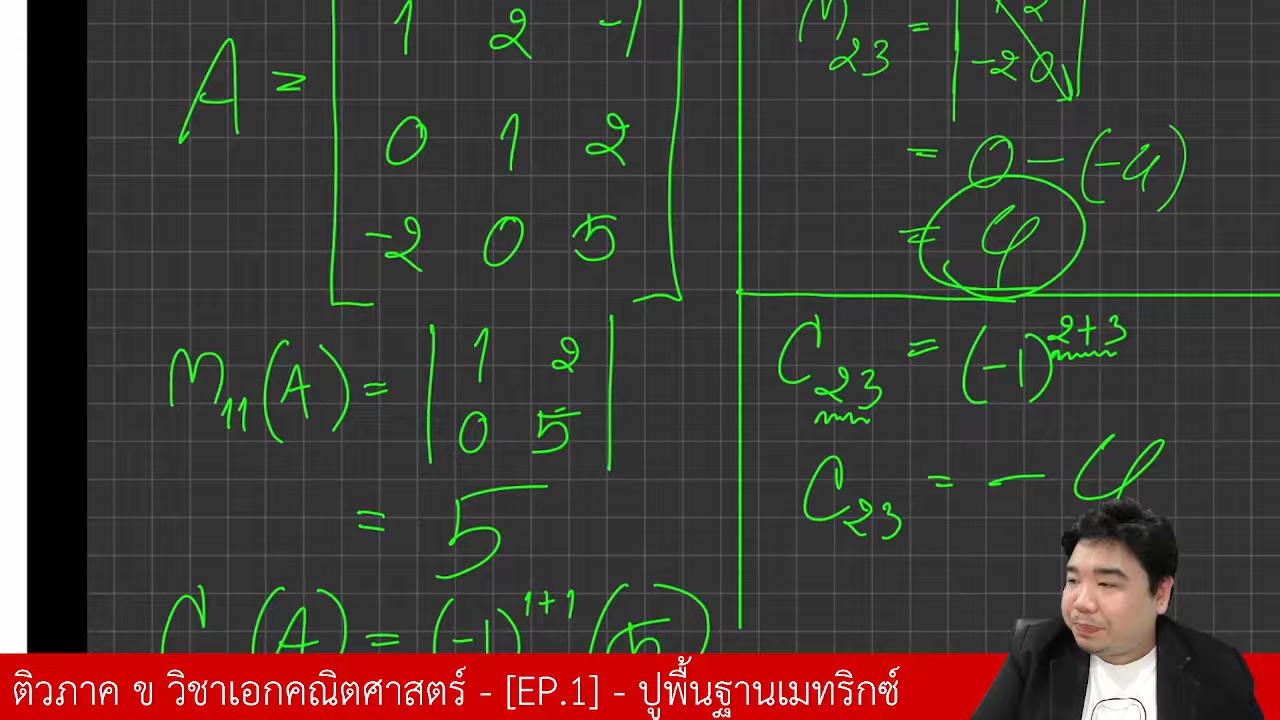 A = 1 2 -1
0 1 2
-2 0 5
M11(A) = 1 2
0 5
= 5
(A) = (-1)^1+1 (5)
M23 = 1 2
-2 0
= 0 - (-4)
= 4
C23 = (-1)^2+3
C23 = - 4
ติวภาค ข วิชาเอกคณิตศาสตร์ - [EP.1] - ปูพื้นฐานเมทริกซ์